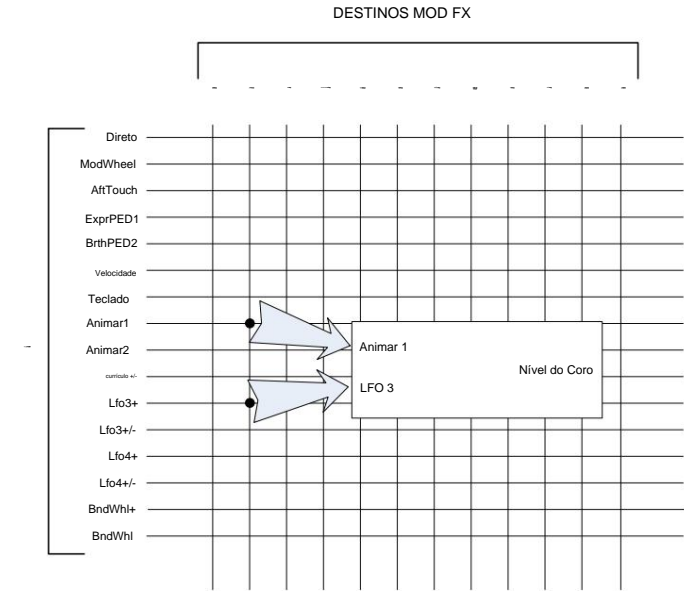 DESTINOS MOD FX
Direto
ModWheel
AftTouch
ExprPED1
BrthPED2
Velocidade
Teclado
Animar1
Animar2
currículo +/-
Lfo3+
Lfo3+/-
Lfo4+
Lfo4+/-
BndWhl+
BndWhl
Animar 1
LFO 3
Nível do Coro